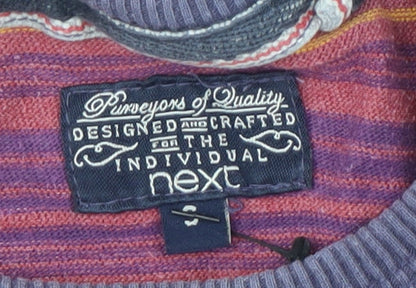 Purveyors of Quality
DESIGNED AND CRAFTED
FOR THE
INDIVIDUAL
next
S